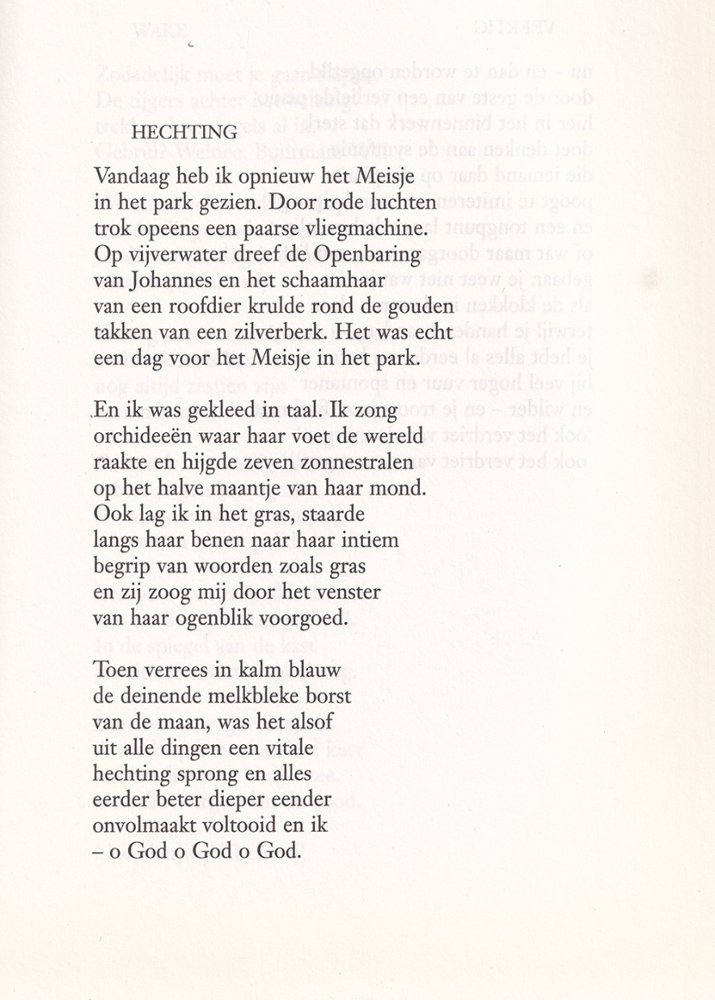 HECHTING
Vandaag heb ik opnieuw het Meisje
in het park gezien. Door rode luchten
trok opeens een paarse vliegmachine.
Op vijverwater dreef de Openbaring
van Johannes en het schaamhaar
van een roofdier krulde rond de gouden
takken van een zilverberk. Het was echt
een dag voor het Meisje in het park.
En ik was gekleed in taal. Ik zong
orchideeën waar haar voet de wereld
raakte en hijgde zeven zonnestralen
op het halve maantje van haar mond.
Ook lag ik in het gras, staarde
langs haar benen naar haar intiem
begrip van woorden zoals gras
en zij zoog mij door het venster
van haar ogenblik voorgoed.
Toen verrees in kalm blauw
de deinende melkbleke borst
van de maan, was het alsof
uit alle dingen een vitale
hechting sprong en alles
eerder beter dieper eender
onvolmaakt voltooid en ik
– o God o God o God.